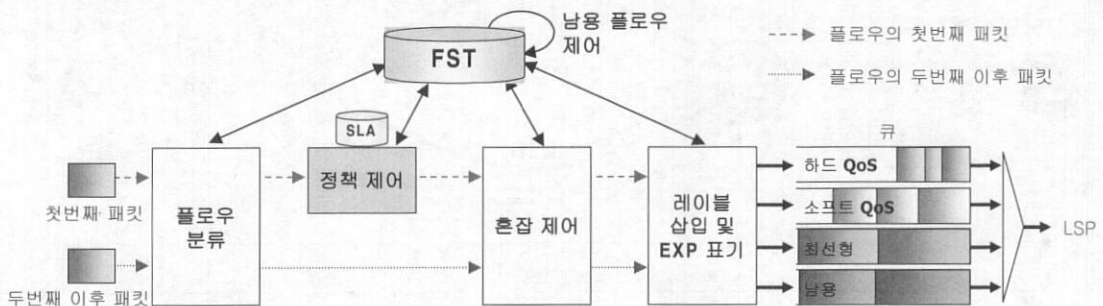 남용 플로우
제어
FST
플로우의 첫번째 패킷
플로우의 두번째 이후 패킷
SLA
큐
첫번째 패킷
두번째 이후 패킷
플로우
분류
정책 제어
혼잡 제어
레이블
삽입 및
EXP 표기
하드 QoS
소프트 QoS
최선형
남용
LSP